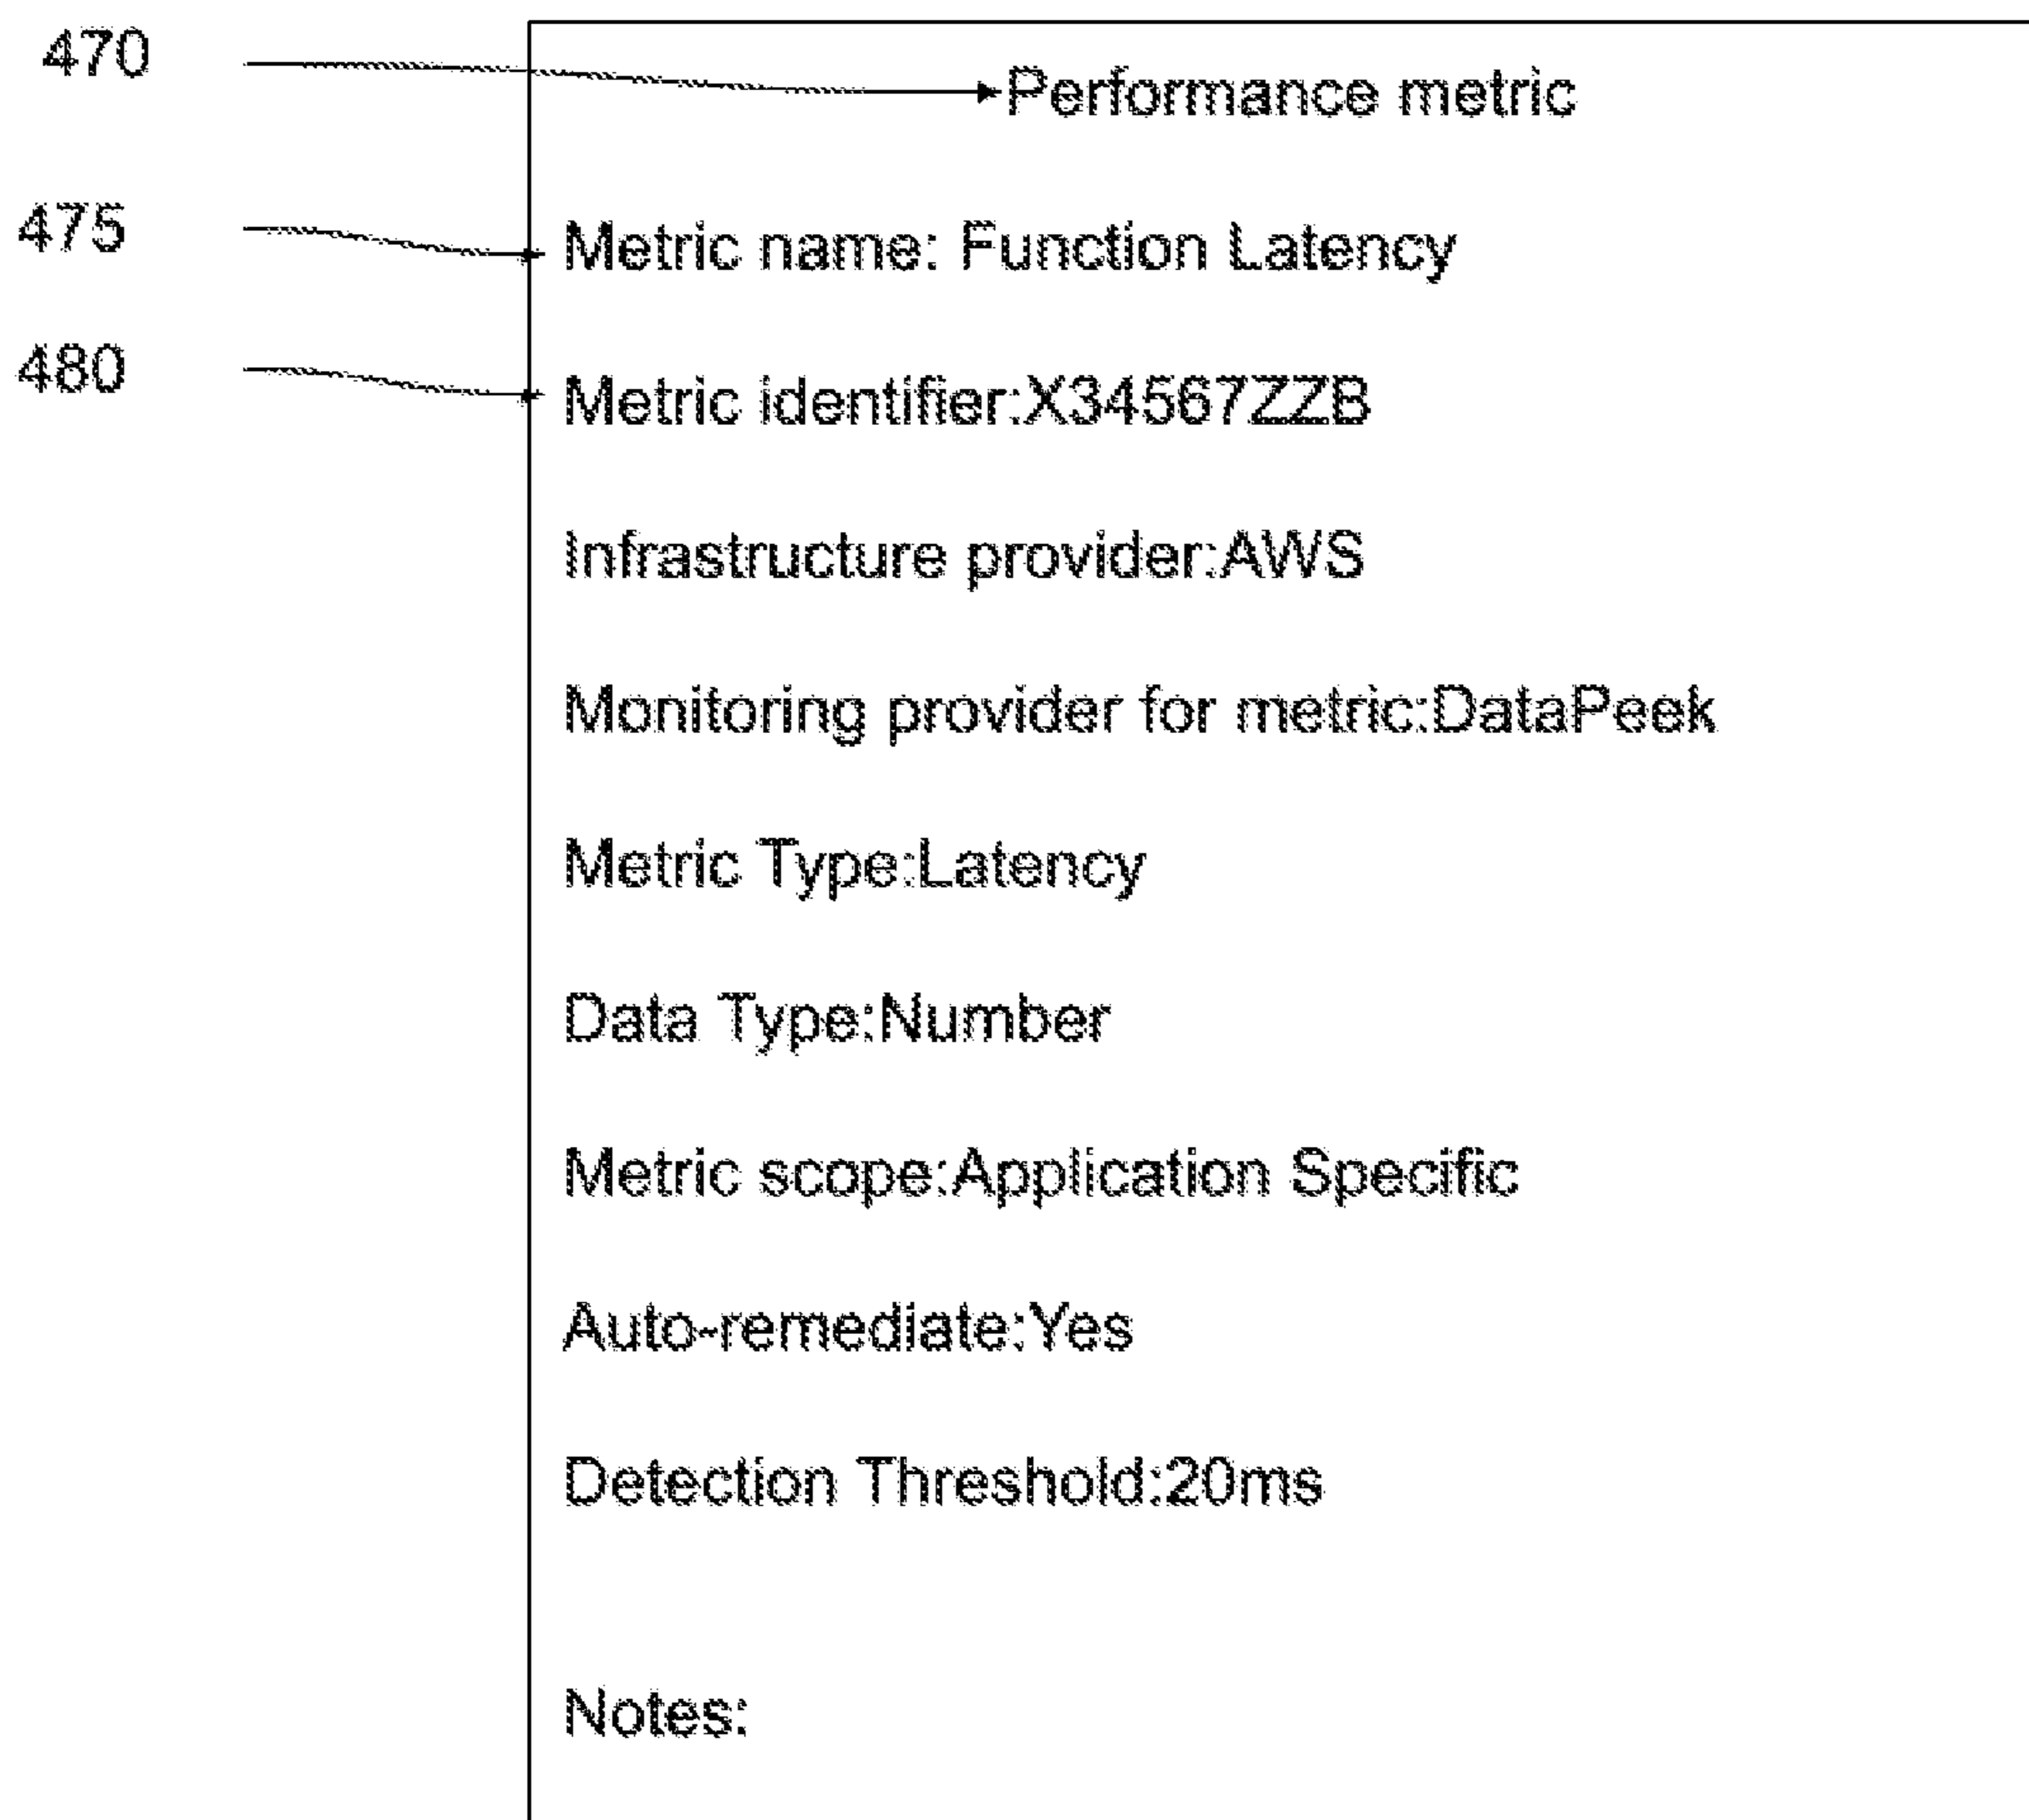 470
Performance metric
475
Metric name: Function Latency
480
Metric identifier:X34567ZZB
Infrastructure provider:AWS
Monitoring provider for metric:DataPeek
Metric Type:Latency
Data Type:Number
Metric scope:Application Specific
Auto-remediate:Yes
Detection Threshold:20ms
Notes: